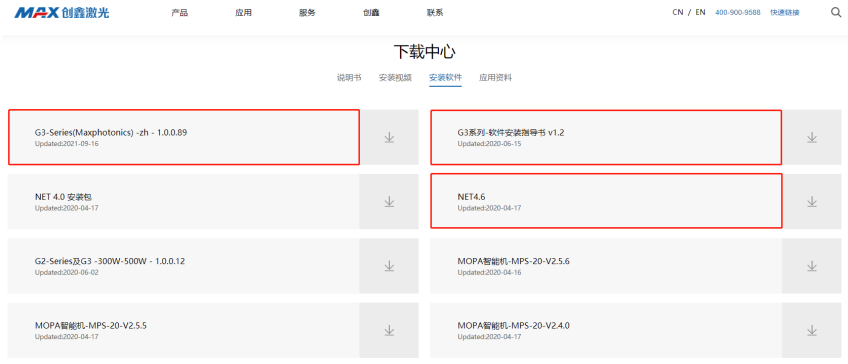 MAX创鑫激光
产品 应用 服务 创鑫 联系
CN / EN 400-900-9588 快速链接
下载中心
说明书 安装视频 安装软件 应用资料
G3-Series(Maxphotonics) -zh - 1.0.0.89
Updated:2021-09-16
G3系列-软件安装指导书 v1.2
Updated:2020-06-15
NET 4.0 安装包
Updated:2020-04-17
NET4.6
Updated:2020-04-17
G2-Series及G3 -300W-500W - 1.0.0.12
Updated:2020-06-02
MOPA智能机-MPS-20-V2.5.6
Updated:2020-04-16
MOPA智能机-MPS-20-V2.5.5
Updated:2020-04-17
MOPA智能机-MPS-20-V2.4.0
Updated:2020-04-17